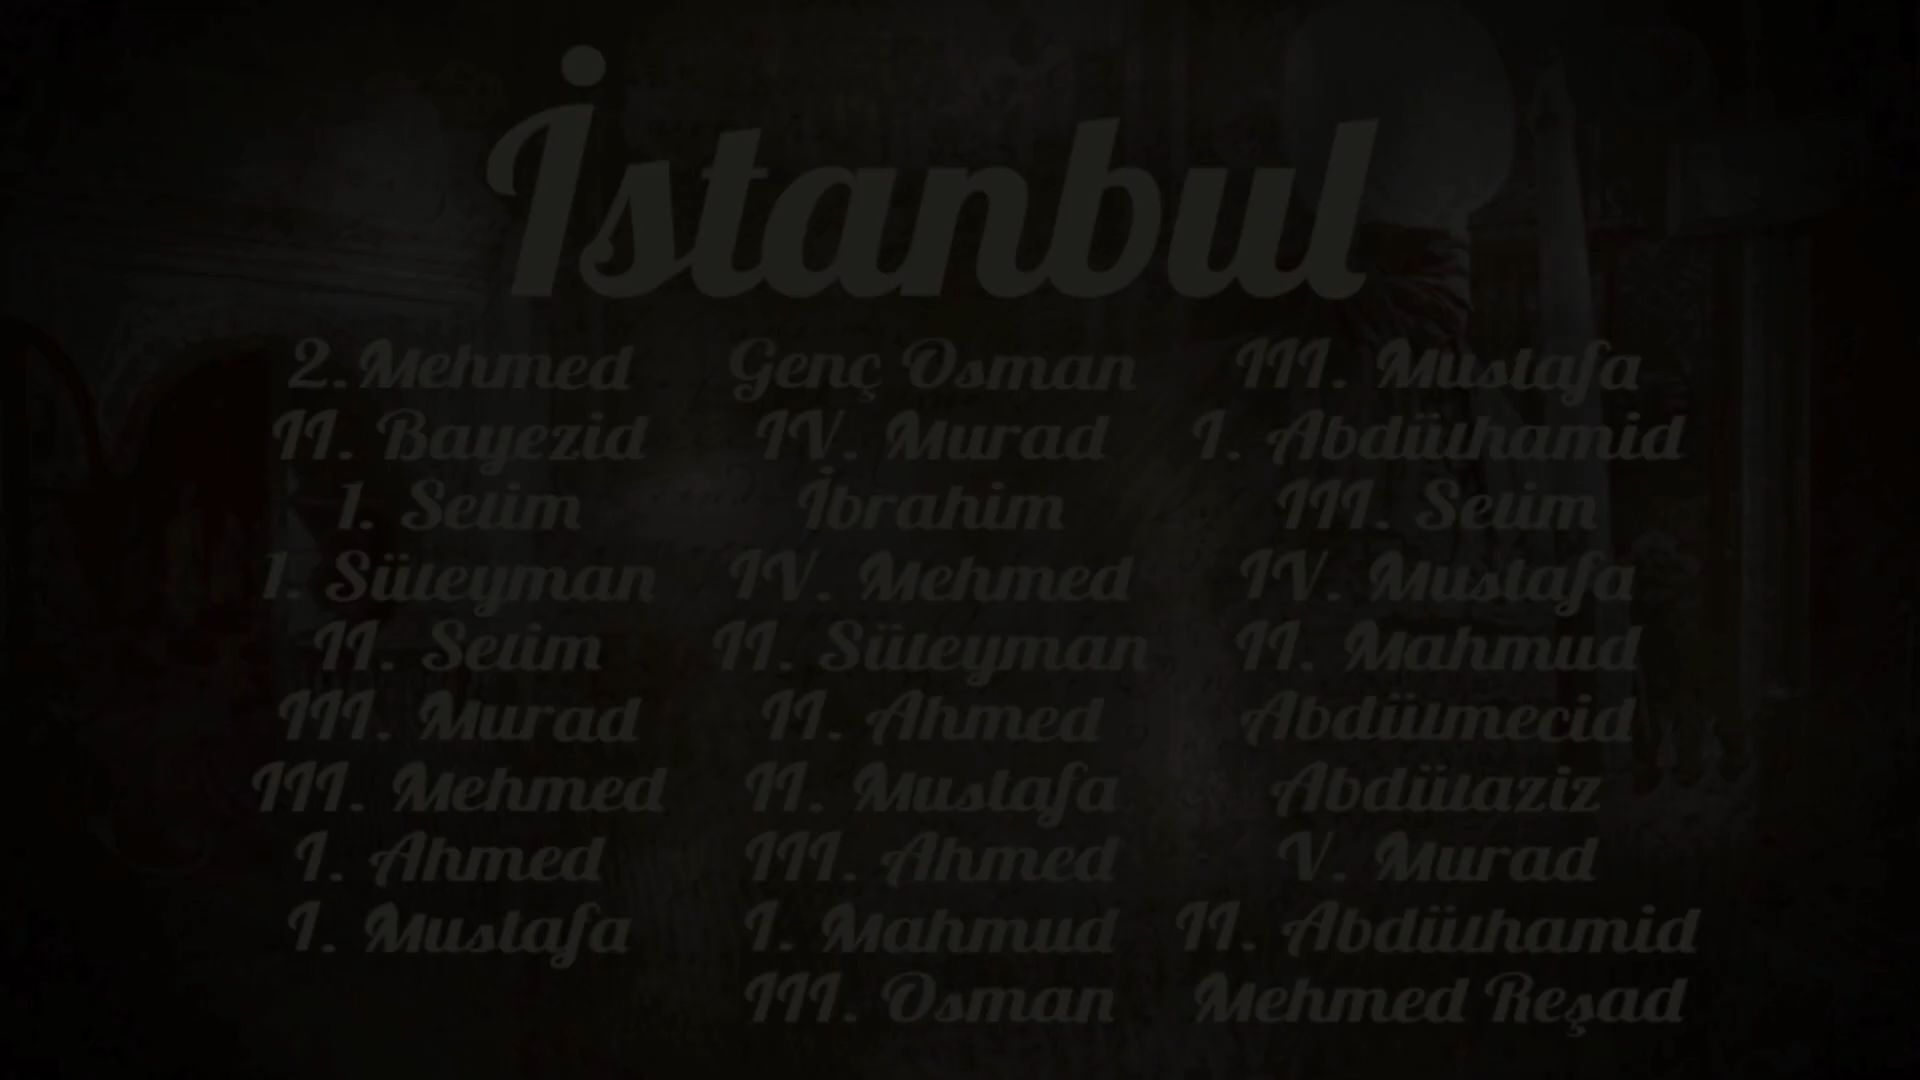 İstanbul
2. Mehmed
II. Bayezid
1. Selim
1. Süleyman
II. Selim
III. Murad
III. Mehmed
I. Ahmed
I. Mustafa
Genç Osman
IV. Murad
İbrahim
IV. Mehmed
II. Süleyman
II. Ahmed
II. Mustafa
III. Ahmed
I. Mahmud
III. Osman
III. Mustafa
I. Abdülhamid
III. Selim
IV. Mustafa
II. Mahmud
Abdülmecid
Abdülaziz
V. Murad
II. Abdülhamid
Mehmed Reşad